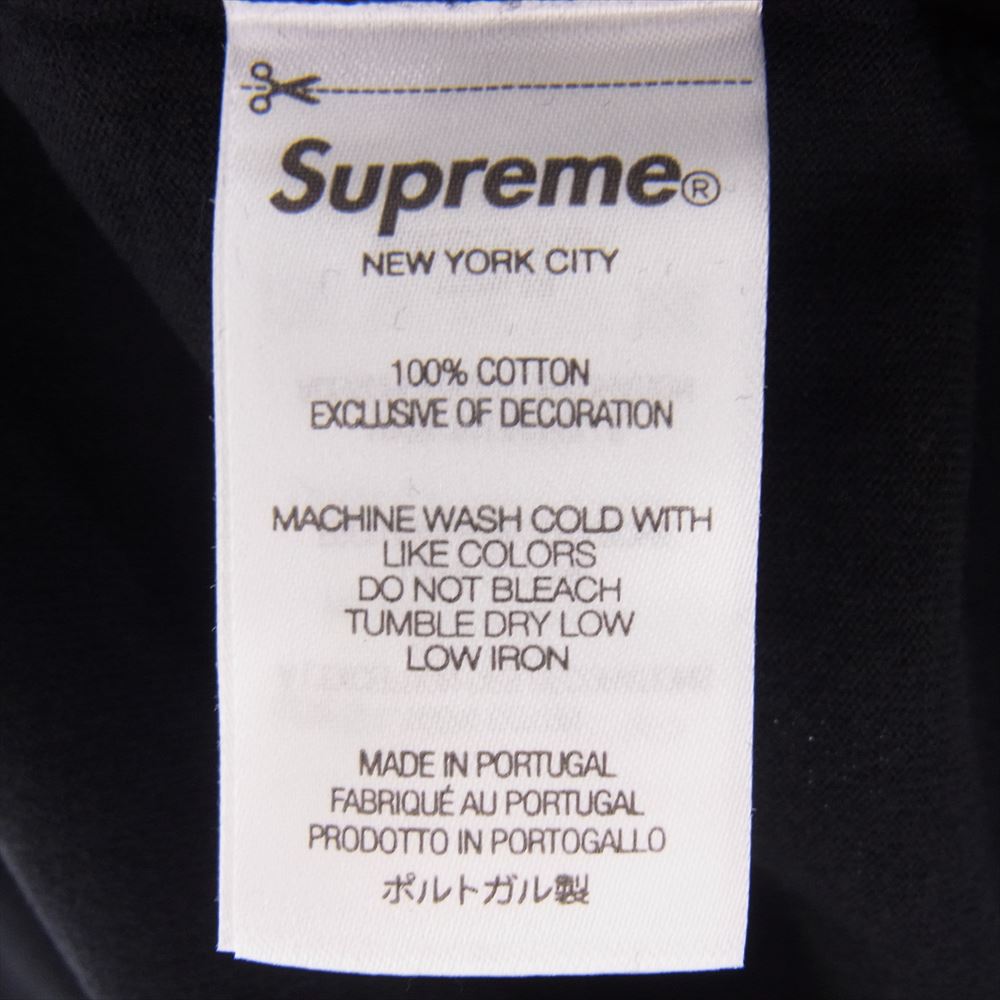 Supreme®
NEW YORK CITY
100% COTTON
EXCLUSIVE OF DECORATION
MACHINE WASH COLD WITH
LIKE COLORS
DO NOT BLEACH
TUMBLE DRY LOW
LOW IRON
MADE IN PORTUGAL
FABRIQUÉ AU PORTUGAL
PRODOTTO IN PORTOGALLO
ポルトガル製